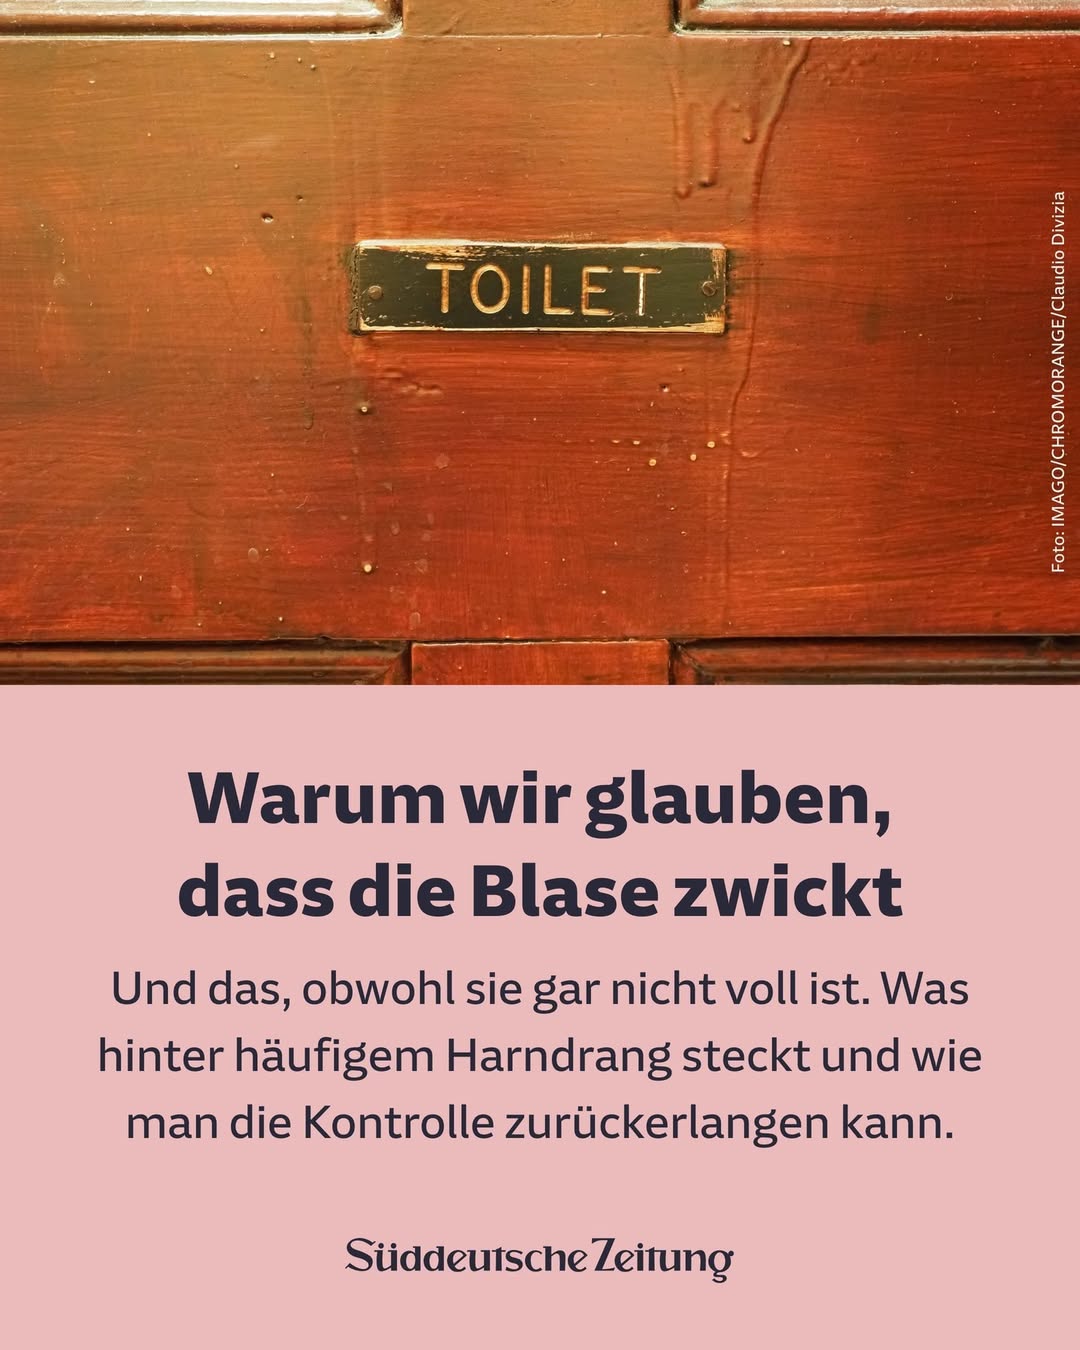 TOILET
Foto: IMAGO/CHROMORANGE/Claudio Divizia
Warum wir glauben,
dass die Blase zwickt
Und das, obwohl sie gar nicht voll ist. Was
hinter häufigem Harndrang steckt und wie
man die Kontrolle zurückerlangen kann.
Süddeutsche Zeitung